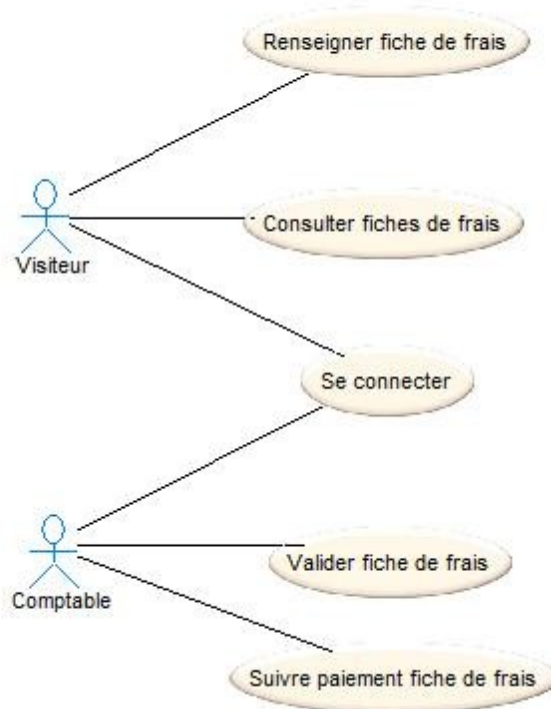 Renseigner fiche de frais
Consulter fiches de frais
Visiteur
Se connecter
Valider fiche de frais
Comptable
Suivre paiement fiche de frais